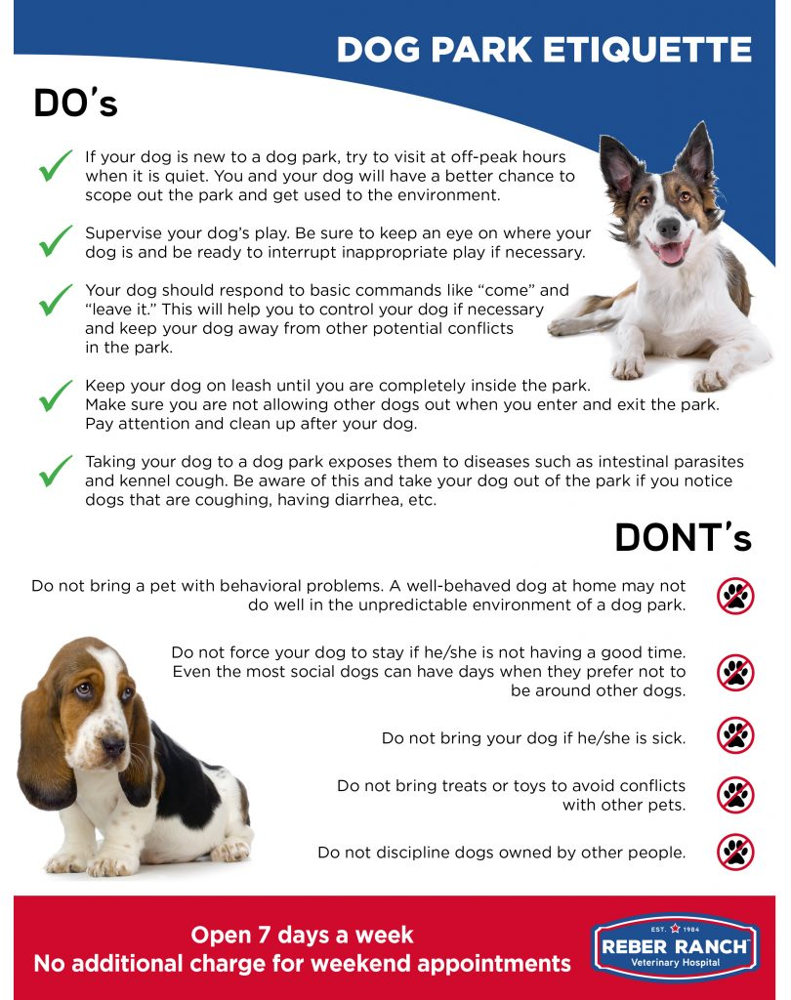 DOG PARK ETIQUETTE
DO's
If your dog is new to a dog park, try to visit at off-peak hours
when it is quiet. You and your dog will have a better chance to
scope out the park and get used to the environment.
Supervise your dog's play. Be sure to keep an eye on where your
dog is and be ready to interrupt inappropriate play if necessary.
Your dog should respond to basic commands like “come” and
“leave it.” This will help you to control your dog if necessary
and keep your dog away from other potential conflicts
in the park.
Keep your dog on leash until you are completely inside the park.
Make sure you are not allowing other dogs out when you enter and exit the park.
Pay attention and clean up after your dog.
Taking your dog to a dog park exposes them to diseases such as intestinal parasites
and kennel cough. Be aware of this and take your dog out of the park if you notice
dogs that are coughing, having diarrhea, etc.
DONT's
Do not bring a pet with behavioral problems. A well-behaved dog at home may not
do well in the unpredictable environment of a dog park.
Do not force your dog to stay if he/she is not having a good time.
Even the most social dogs can have days when they prefer not to
be around other dogs.
Do not bring your dog if he/she is sick.
Do not bring treats or toys to avoid conflicts
with other pets.
Do not discipline dogs owned by other people.
Open 7 days a week
No additional charge for weekend appointments
EST. 1984
REBER RANCH
Veterinary Hospital